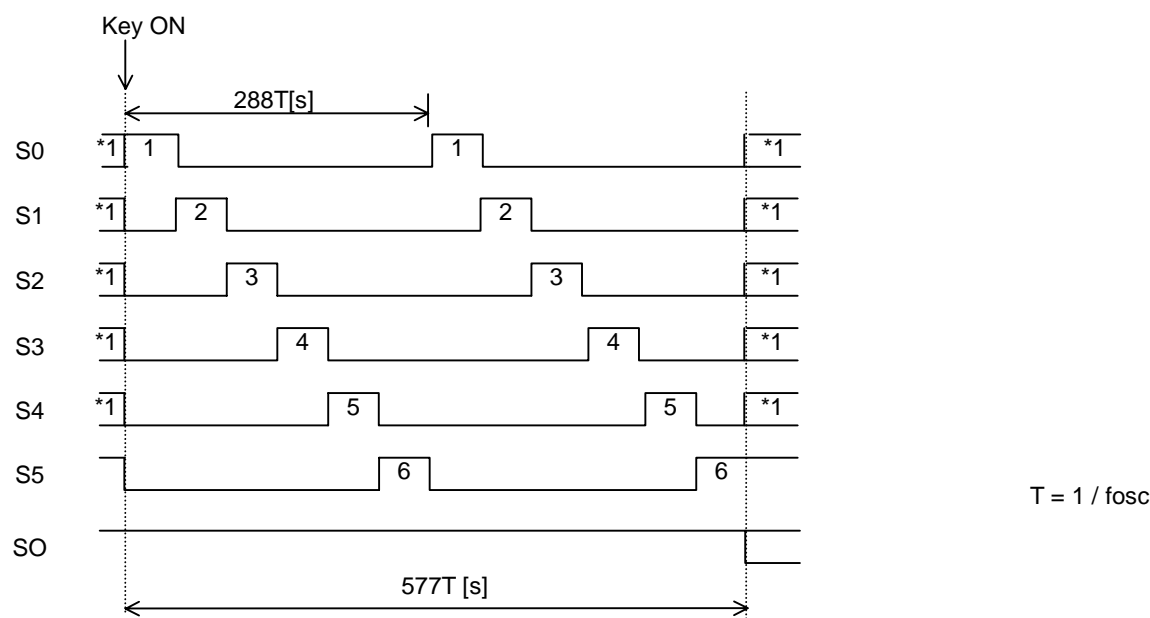 Key ON
288T[s]
S0 *1 1 1 *1
S1 *1 2 2 *1
S2 *1 3 3 *1
S3 *1 4 4 *1
S4 *1 5 5 *1
S5 6 6
T = 1 / fosc
SO
577T [s]